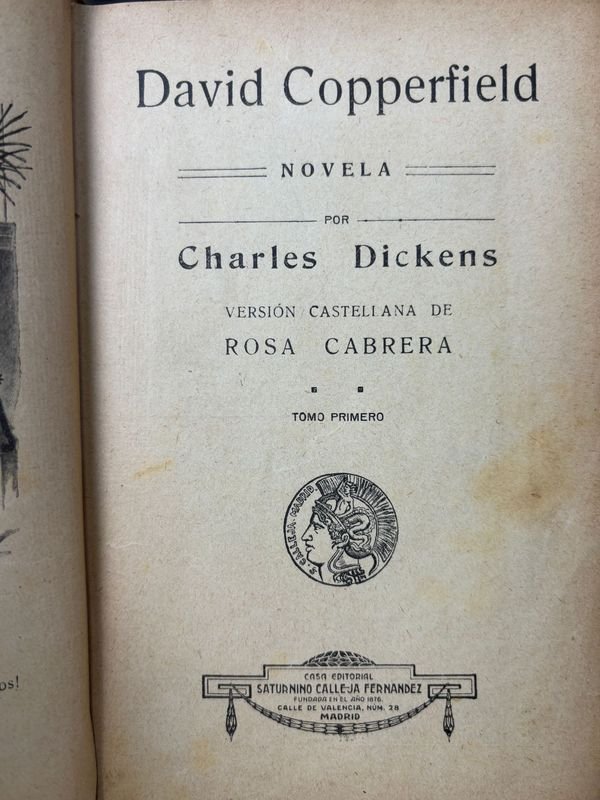 David Copperfield
NOVELA
POR
Charles Dickens
VERSIÓN CASTELLANA DE
ROSA CABRERA
TOMO PRIMERO
S. CALLEJA. MADRID.
CASA EDITORIAL
SATURNINO CALLEJA FERNANDEZ
FUNDADA EN EL AÑO 1876.
CALLE DE VALENCIA, NÚM. 28
MADRID
os!